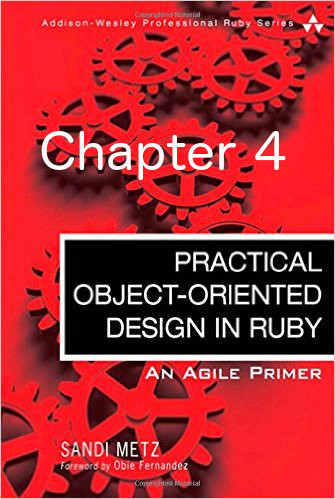 Addison-Wesley Professional Ruby Series
Chapter 4
PRACTICAL
OBJECT-ORIENTED
DESIGN IN RUBY
AN AGILE PRIMER
SANDI METZ
Foreword by Obie Fernandez